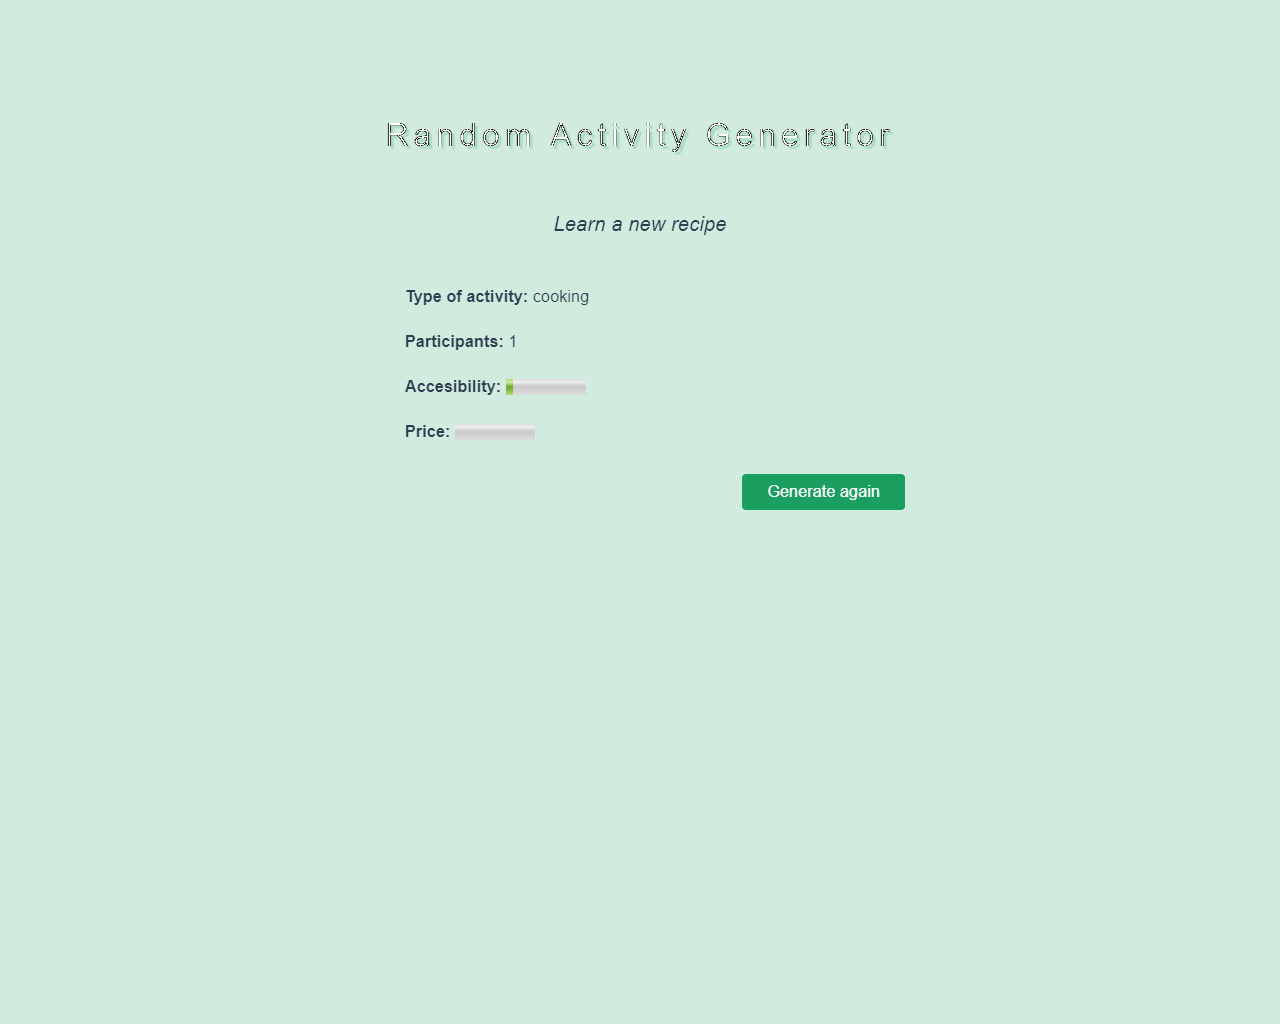 Random Activity Generator
Learn a new recipe
Type of activity: cooking
Participants: 1
Accesibility:
Price:
Generate again